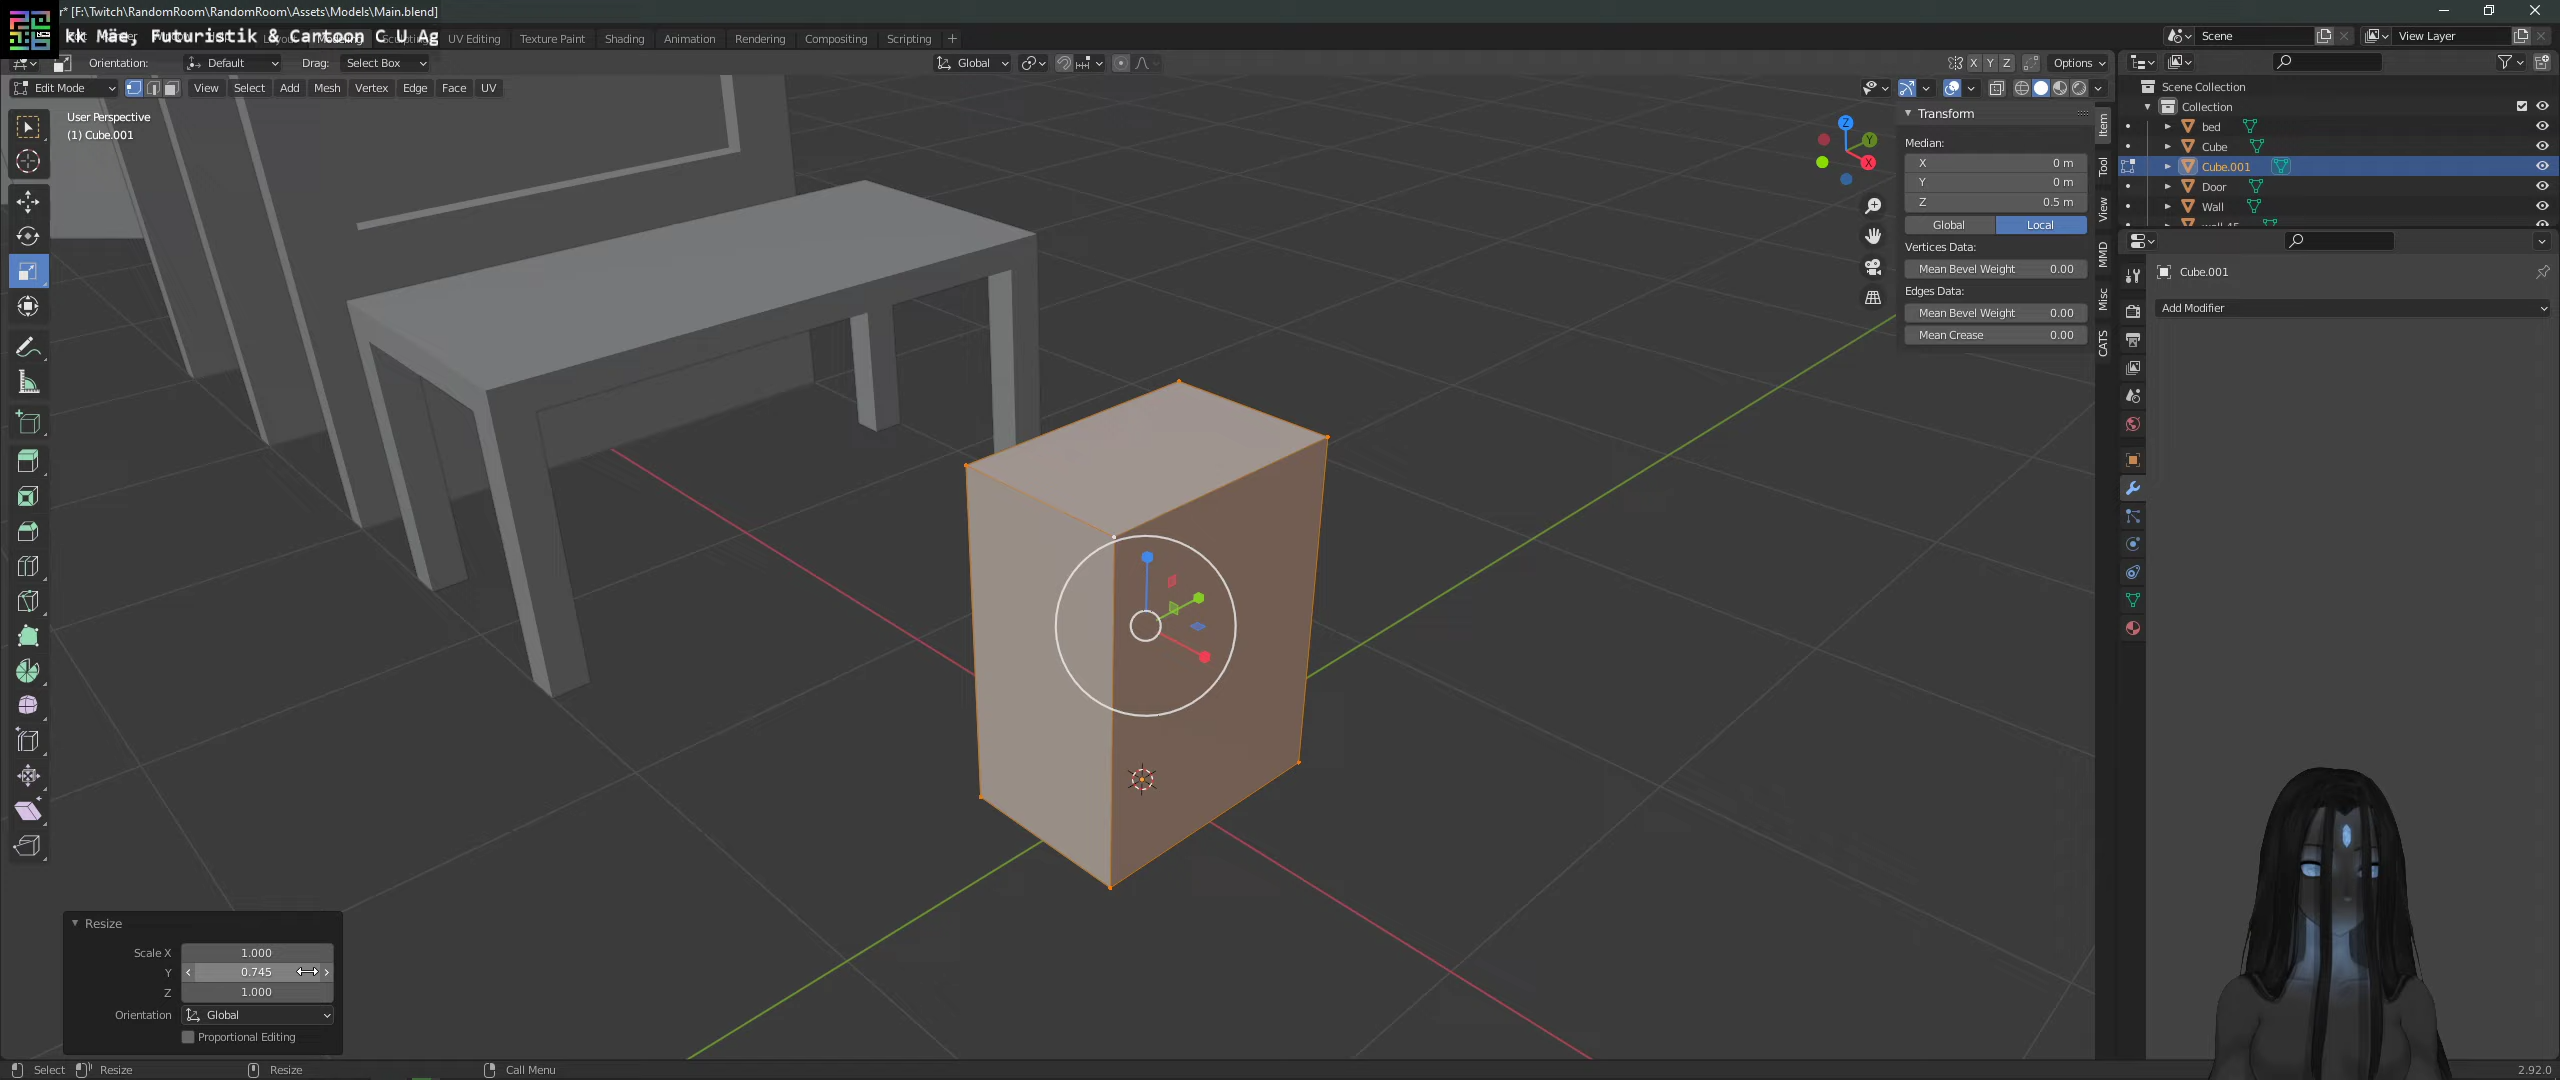 r* [F:\Twitch\RandomRoom\RandomRoom\Assets\Models\Main.blend]
kk Mäe, Futuristik & Cartoon C U Ag
UV Editing Texture Paint Shading Animation Rendering Compositing Scripting +
Scene
View Layer
Orientation: Default Drag: Select Box
Global
X Y Z Options
Edit Mode View Select Add Mesh Vertex Edge Face UV
User Perspective
(1) Cube.001
Z
Y
X
Transform
Median:
X 0 m
Y 0 m
Z 0.5 m
Global Local
Vertices Data:
Mean Bevel Weight 0.00
Edges Data:
Mean Bevel Weight 0.00
Mean Crease 0.00
Item
Tool
View
MMD
Misc
CATS
Scene Collection
Collection
bed
Cube
Cube.001
Door
Wall
Cube.001
Add Modifier
Resize
Scale X 1.000
Y 0.745
Z 1.000
Orientation Global
Proportional Editing
Select Resize Resize Call Menu
2.92.0